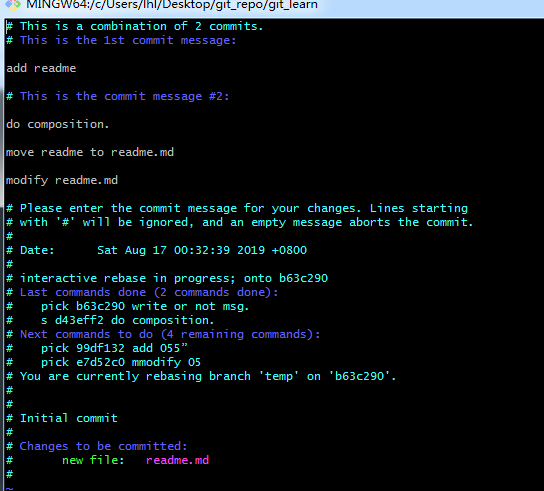 MINGW64:/c/Users/lhl/Desktop/git_repo/git_learn
# This is a combination of 2 commits.
# This is the 1st commit message:
add readme
# This is the commit message #2:
do composition.
move readme to readme.md
modify readme.md
# Please enter the commit message for your changes. Lines starting
# with '#' will be ignored, and an empty message aborts the commit.
#
# Date:      Sat Aug 17 00:32:39 2019 +0800
#
# interactive rebase in progress; onto b63c290
# Last commands done (2 commands done):
#    pick b63c290 write or not msg.
#    s d43eff2 do composition.
# Next commands to do (4 remaining commands):
#    pick 99df132 add 055”
#    pick e7d52c0 mmodify 05
# You are currently rebasing branch 'temp' on 'b63c290'.
#
#
# Initial commit
#
# Changes to be committed:
#       new file:   readme.md
#
~